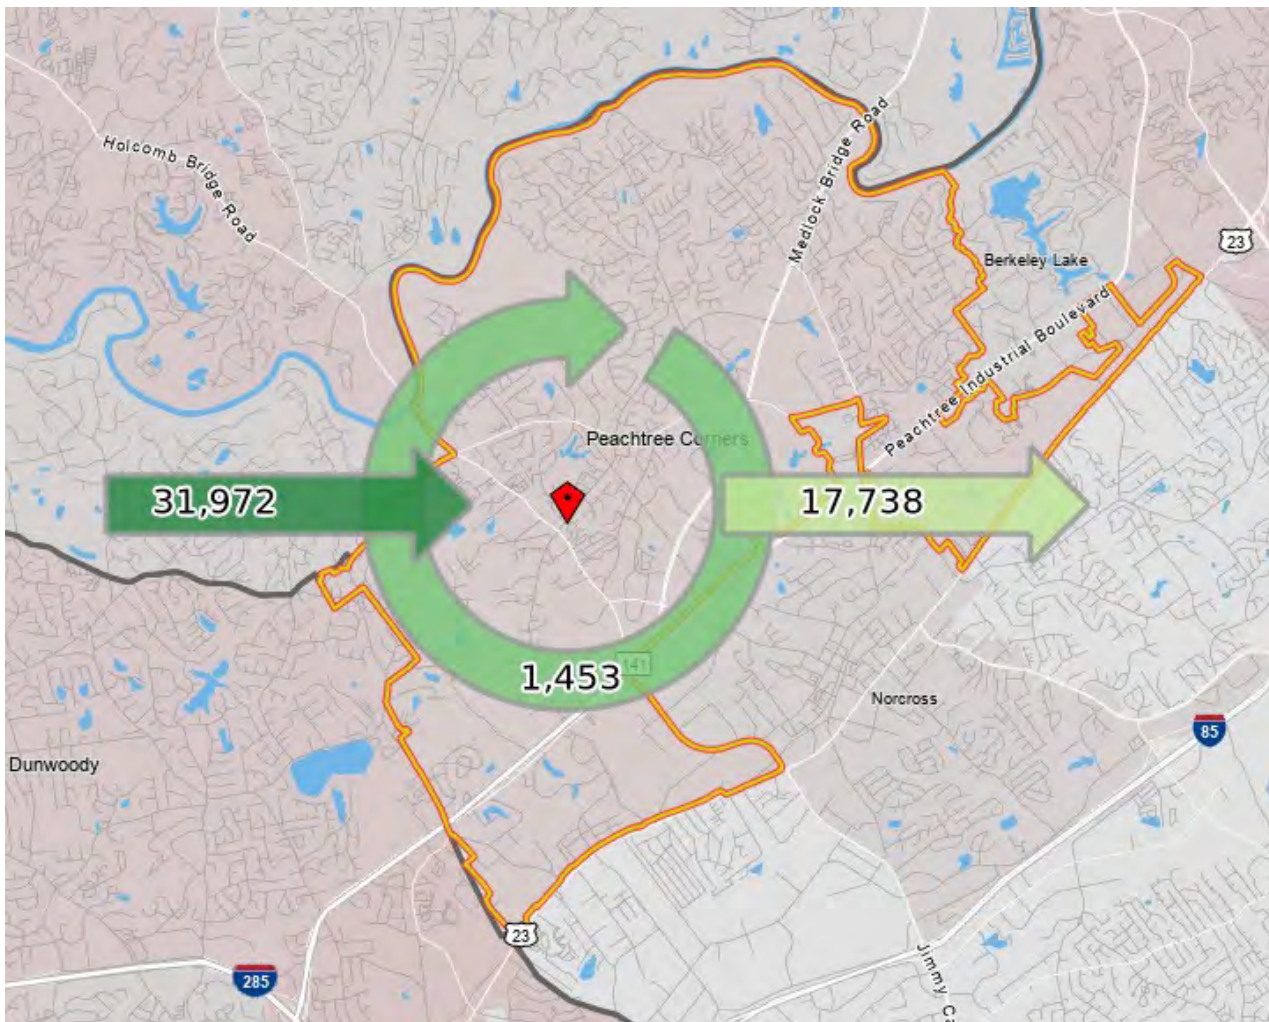 Holcomb Bridge Road
Medlock Bridge Road
23
Berkeley Lake
Peachtree Industrial Boulevard
Peachtree Corners
31,972
17,738
141
1,453
Norcross
85
Dunwoody
23
285
Jimmy Ca